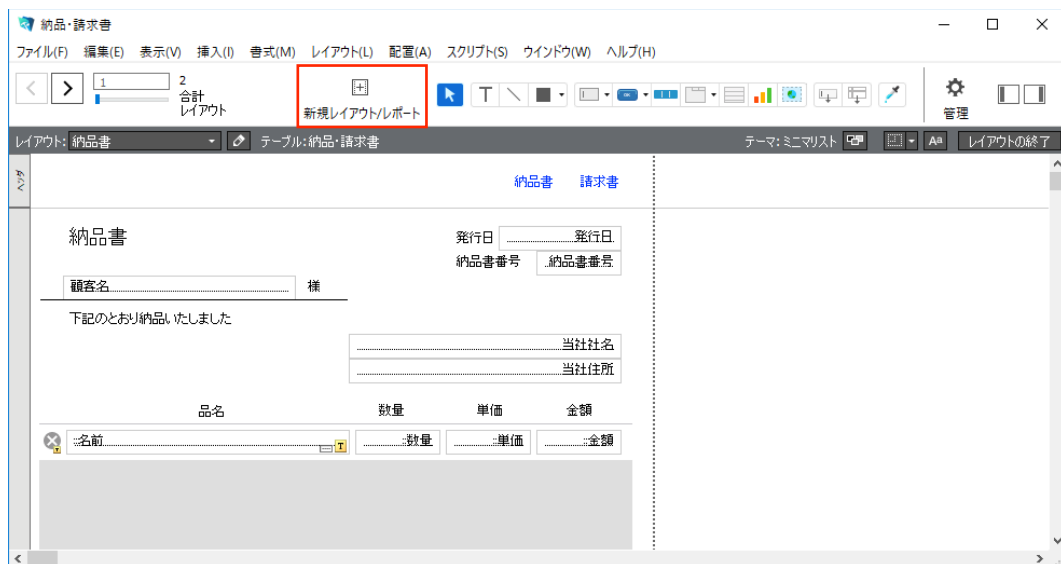 納品・請求書
ファイル(F) 編集(E) 表示(V) 挿入(I) 書式(M) レイアウト(L) 配置(A) スクリプト(S) ウインドウ(W) ヘルプ(H)
1
2
合計
レイアウト
新規レイアウト/レポート
管理
レイアウト: 納品書 テーブル:納品・請求書 テーマ:ミニマリスト Aa レイアウトの終了
ヘッダ
納品書 請求書
納品書
発行日 発行日
納品書番号 納品書番号
顧客名 様
下記のとおり納品いたしました
当社社名
当社住所
品名 数量 単価 金額
::名前 T ::数量 ::単価 ::金額